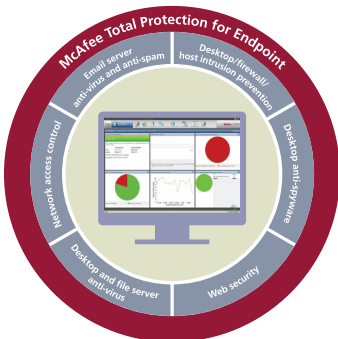 McAfee Total Protection for Endpoint
Email server
anti-virus and anti-spam
Desktop/firewall/
host intrusion prevention
Desktop anti-spyware
Web security
Desktop and file server
anti-virus
Network access control